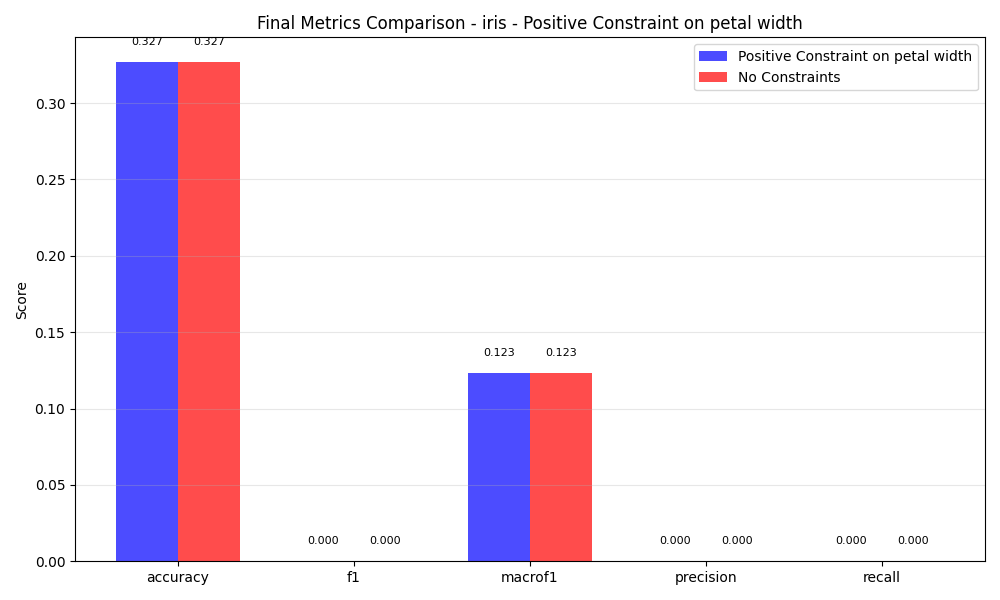 Final Metrics Comparison - iris - Positive Constraint on petal width
0.327 0.327
Positive Constraint on petal width
No Constraints
0.30
0.25
0.20
0.15
0.123 0.123
0.10
0.05
0.000 0.000 0.000 0.000 0.000 0.000
0.00
Score
accuracy f1 macrof1 precision recall